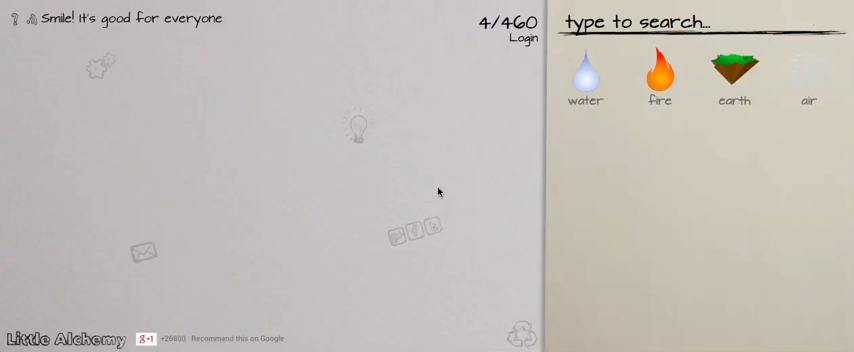 ? Smile! It's good for everyone
4/460
Login
type to search...
water fire earth air
Little Alchemy g+1 +26800 Recommend this on Google